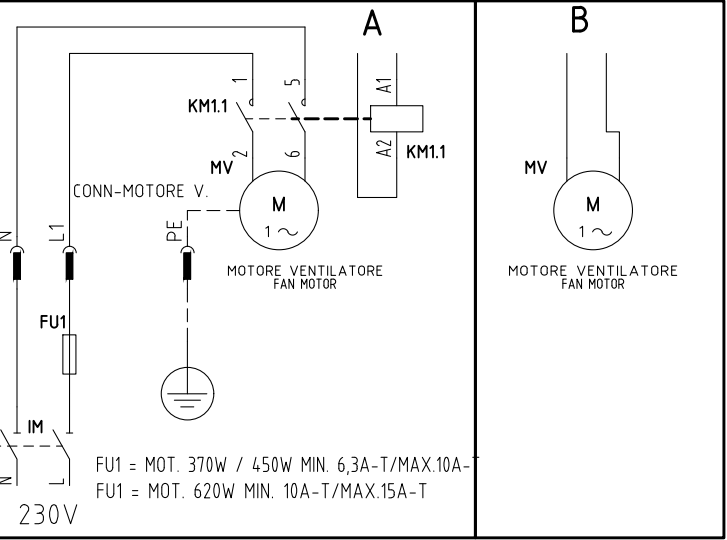 A
B
1
5
A1
KM1.1
A2
KM1.1
2
6
MV
MV
CONN-MOTORE V.
M
1~
M
1~
N
L1
PE
MOTORE VENTILATORE
FAN MOTOR
MOTORE VENTILATORE
FAN MOTOR
FU1
IM
N
L
FU1 = MOT. 370W / 450W MIN. 6,3A-T/MAX.10A-T
FU1 = MOT. 620W MIN. 10A-T/MAX.15A-T
230V